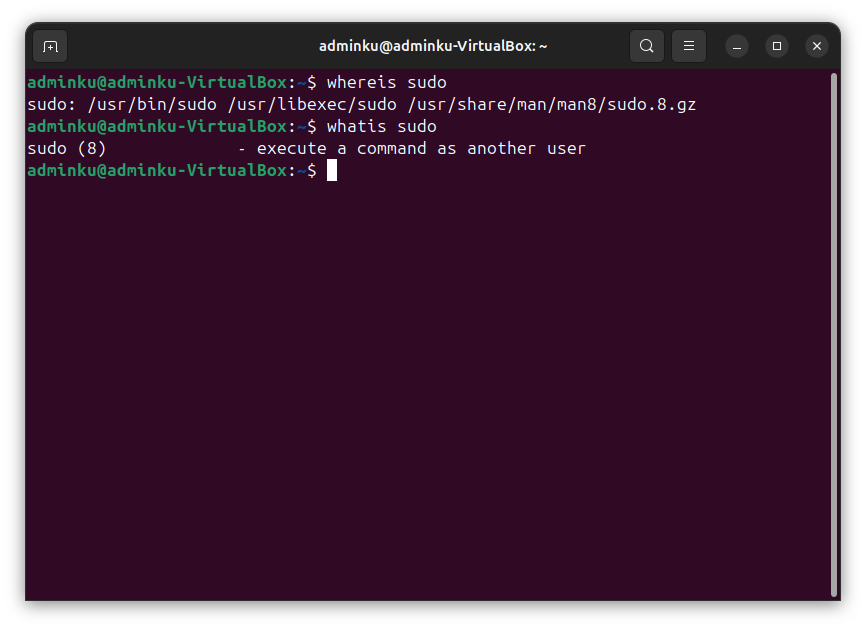 adminku@adminku-VirtualBox: ~
adminku@adminku-VirtualBox:~$ whereis sudo
sudo: /usr/bin/sudo /usr/libexec/sudo /usr/share/man/man8/sudo.8.gz
adminku@adminku-VirtualBox:~$ whatis sudo
sudo (8)             - execute a command as another user
adminku@adminku-VirtualBox:~$